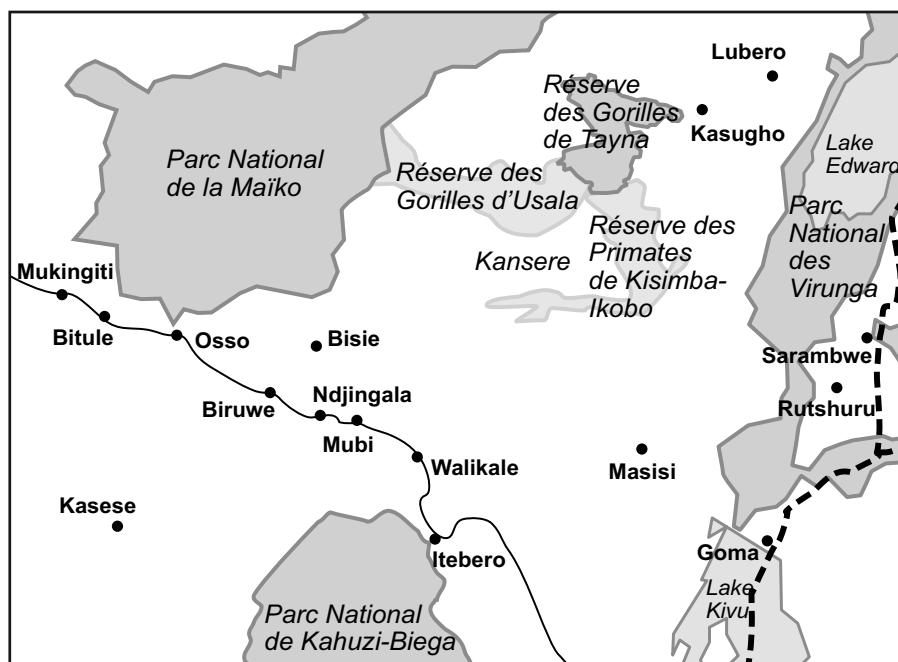 Lubero
Réserve
des Gorilles
de Tayna
Kasugho
Lake
Edward
Parc National
de la Maïko
Réserve des
Gorilles d'Usala
Parc
National
des
Virunga
Réserve des
Primates
de Kisimba-
Ikobo
Kansere
Mukingiti
Bitule
Osso
Bisie
Sarambwe
Biruwe
Ndjingala
Rutshuru
Mubi
Walikale
Masisi
Kasese
Itebero
Goma
Lake
Kivu
Parc National
de Kahuzi-Biega